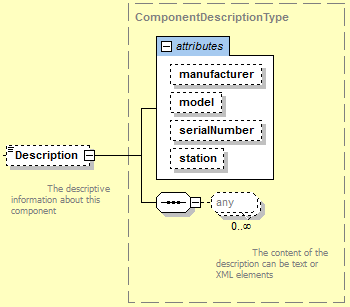 ComponentDescriptionType
attributes
manufacturer
model
serialNumber
station
Description
The descriptive
information about this
component
any
0..∞
The content of the
description can be text or
XML elements